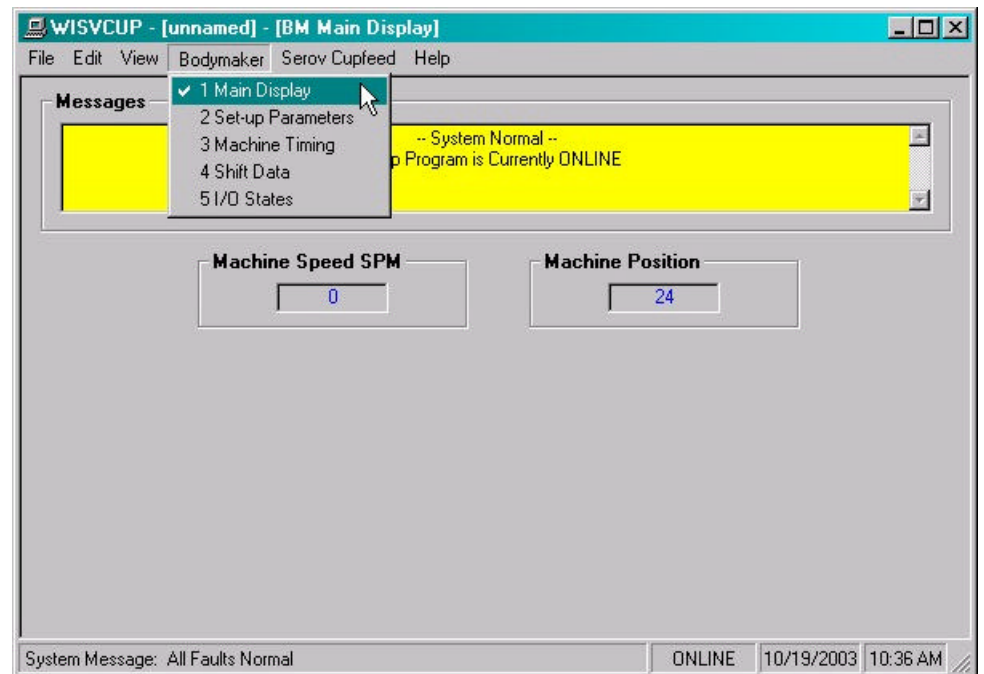 WISVCUP - [unnamed] - [BM Main Display]
File Edit View Bodymaker Serov Cupfeed Help
Messages
✔ 1 Main Display
2 Set-up Parameters
3 Machine Timing
4 Shift Data
5 I/O States
-- System Normal --
p Program is Currently ONLINE
Machine Speed SPM
0
Machine Position
24
System Message: All Faults Normal
ONLINE
10/19/2003
10:36 AM